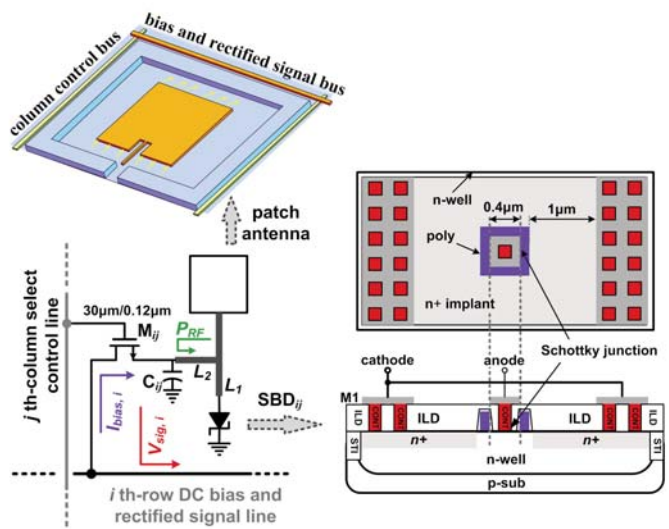 bias and rectified signal bus
column control bus
patch
antenna
30μm/0.12μm
M_ij
P_RF
C_ij
L_2
L_1
SBD_ij
I_bias, i
V_sig, i
j th-column select
control line
i th-row DC bias and
rectified signal line
n-well
0.4μm
1μm
poly
n+ implant
Schottky junction
cathode
anode
M1
ILD
CONT
CONT
ILD
CONT
ILD
CONT
CONT
ILD
STI
n+
n+
STI
n-well
p-sub